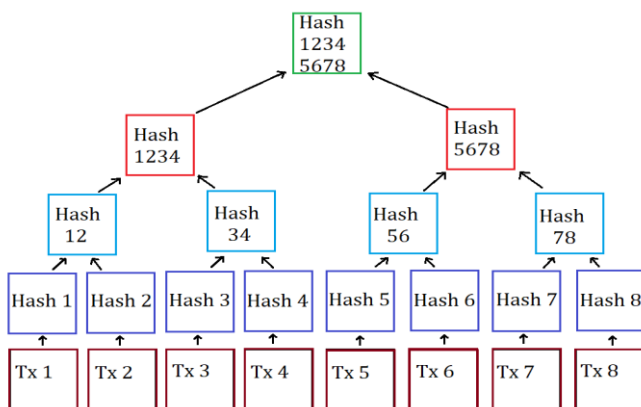 Hash
1234
5678
Hash
1234
Hash
5678
Hash
12
Hash
34
Hash
56
Hash
78
Hash 1
Hash 2
Hash 3
Hash 4
Hash 5
Hash 6
Hash 7
Hash 8
Tx 1
Tx 2
Tx 3
Tx 4
Tx 5
Tx 6
Tx 7
Tx 8